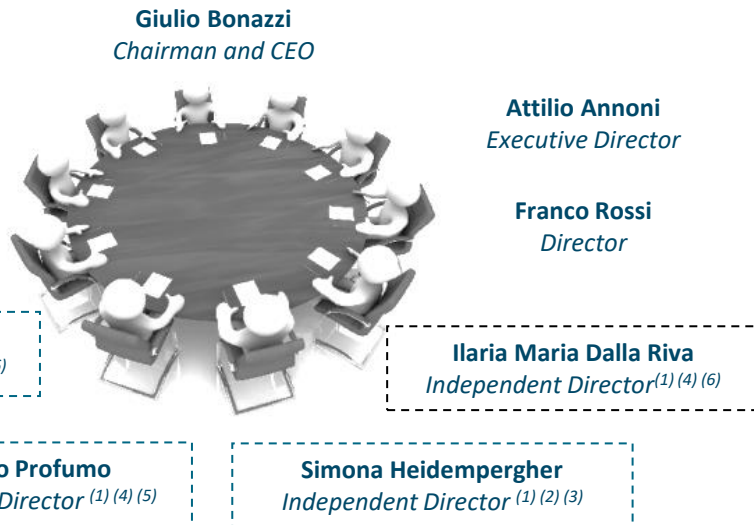 Giulio Bonazzi
Chairman and CEO
Attilio Annoni
Executive Director
Franco Rossi
Director
Ilaria Maria Dalla Riva
Independent Director(1) (4) (6)
Profumo
Director (1) (4) (5)
Simona Heidempergher
Independent Director (1) (2) (3)